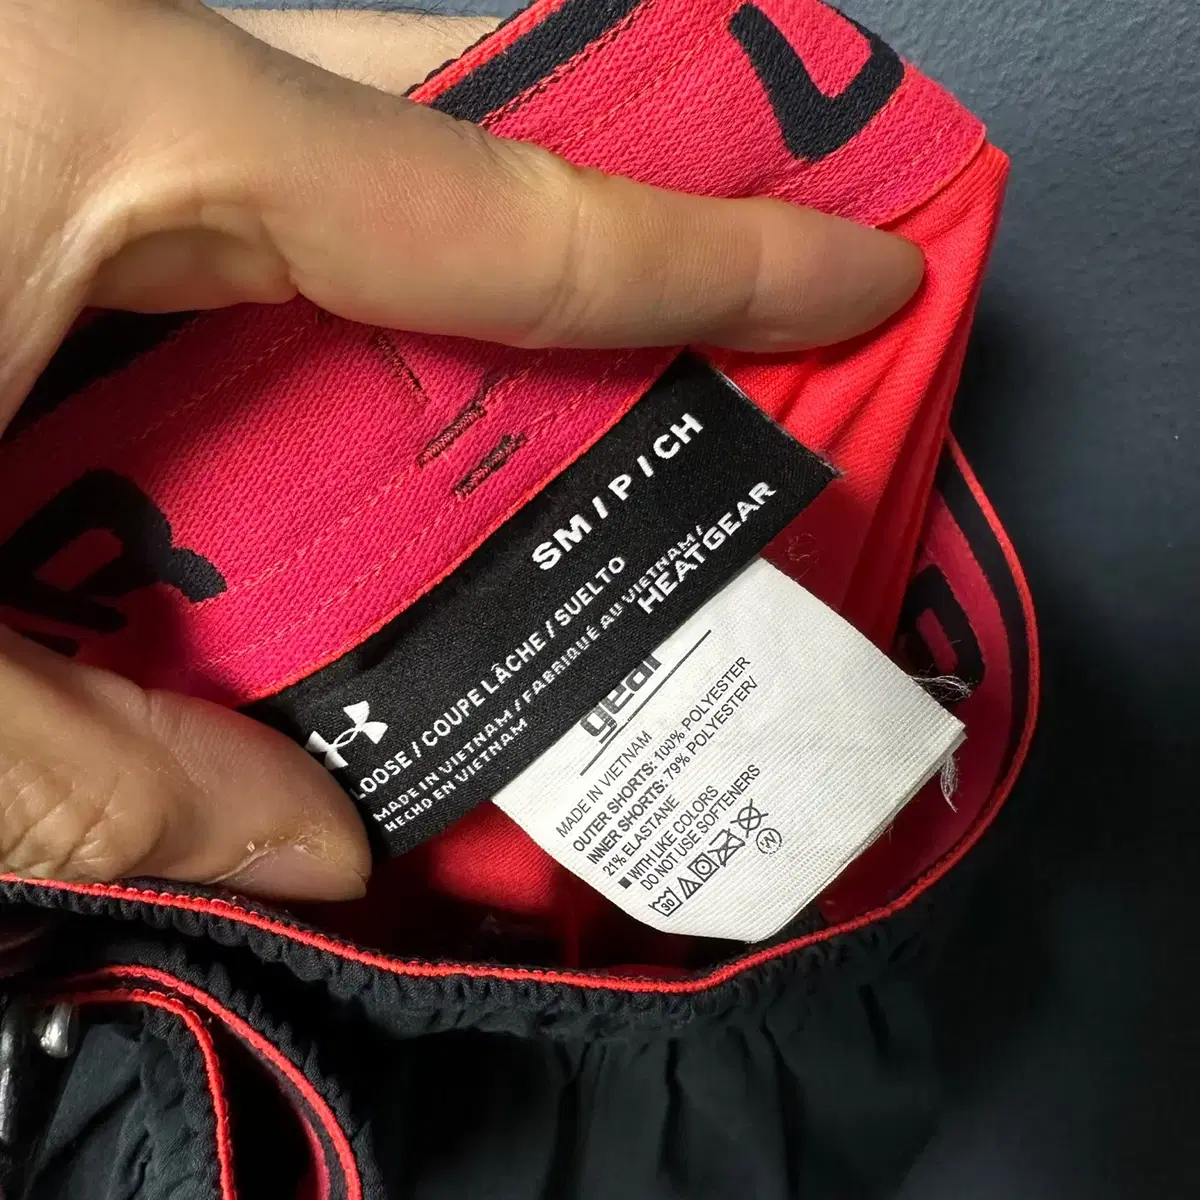 SM / P / CH
HEATGEAR
LOOSE / COUPE LÂCHE / SUELTO
MADE IN VIETNAM / FABRIQUÉ AU VIETNAM /
HECHO EN VIETNAM
gear
MADE IN VIETNAM
OUTER SHORTS: 100% POLYESTER
INNER SHORTS: 79% POLYESTER/
21% ELASTANE
■ WITH LIKE COLORS
DO NOT USE SOFTENERS
30
W